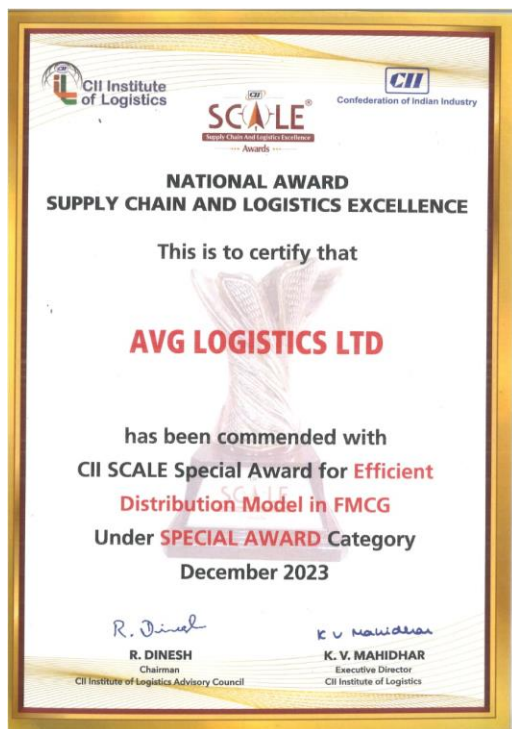 CII Institute
of Logistics
CII
SCALE®
Supply Chain And Logistics Excellence
Awards
CII
Confederation of Indian Industry
NATIONAL AWARD
SUPPLY CHAIN AND LOGISTICS EXCELLENCE
This is to certify that
AVG LOGISTICS LTD
has been commended with
CII SCALE Special Award for Efficient
Distribution Model in FMCG
Under SPECIAL AWARD Category
December 2023
R. Dinesh
K V Mahidhar
R. DINESH
K. V. MAHIDHAR
Chairman
Executive Director
CII Institute of Logistics Advisory Council
CII Institute of Logistics
SCALE